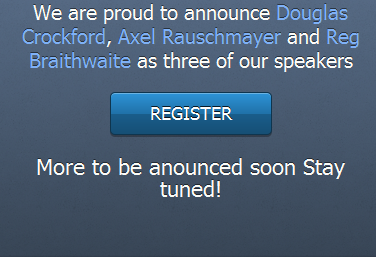 We are proud to announce Douglas
Crockford, Axel Rauschmayer and Reg
Braithwaite as three of our speakers
REGISTER
More to be anounced soon Stay
tuned!